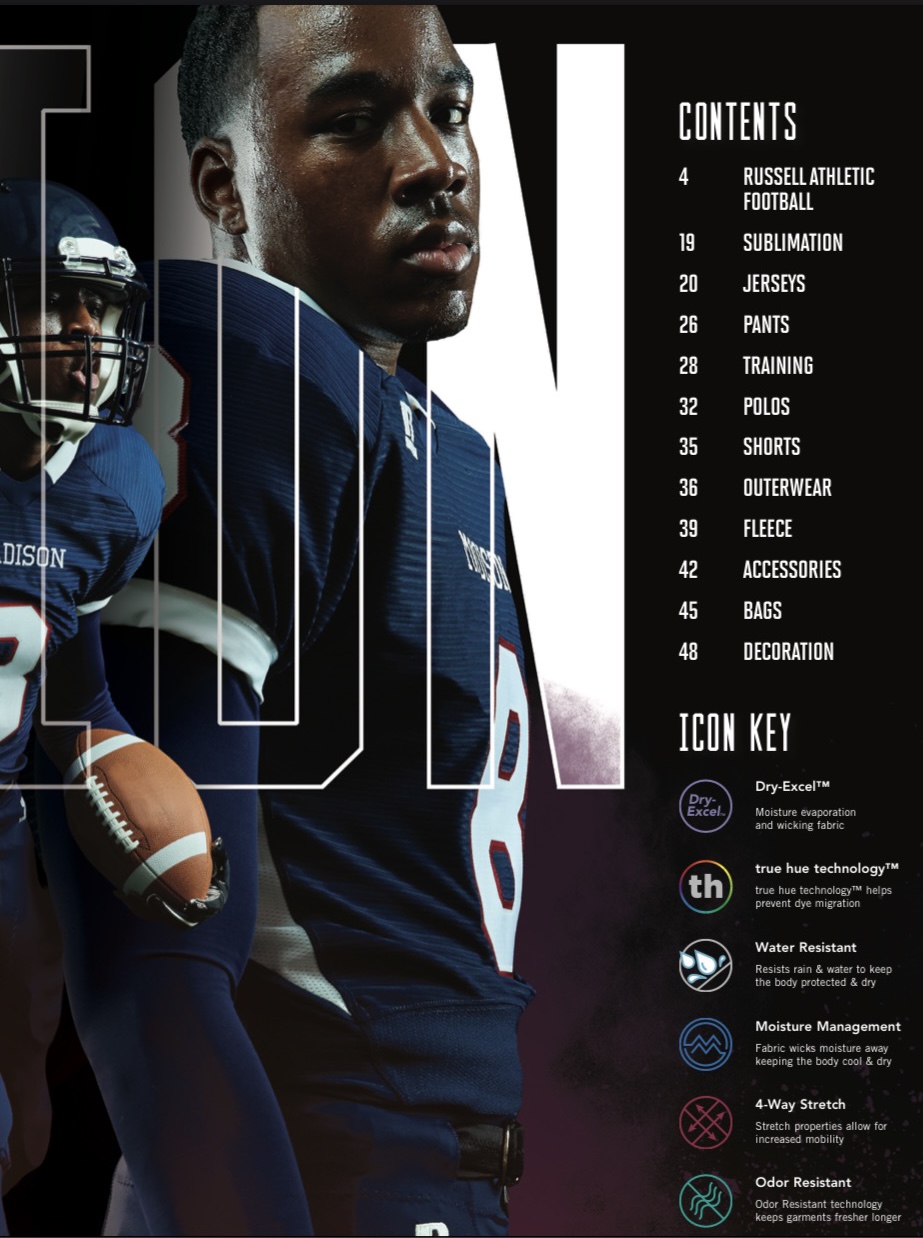 ION
CONTENTS
4 RUSSELL ATHLETIC
FOOTBALL
19 SUBLIMATION
20 JERSEYS
26 PANTS
28 TRAINING
32 POLOS
35 SHORTS
36 OUTERWEAR
39 FLEECE
42 ACCESSORIES
45 BAGS
48 DECORATION
ICON KEY
Dry-Excel™
Dry-
Excel™
Moisture evaporation
and wicking fabric
true hue technology™
th
true hue technology™ helps
prevent dye migration
Water Resistant
Resists rain & water to keep
the body protected & dry
Moisture Management
Fabric wicks moisture away
keeping the body cool & dry
4-Way Stretch
Stretch properties allow for
increased mobility
Odor Resistant
Odor Resistant technology
keeps garments fresher longer
R
MADISON
8
DISON